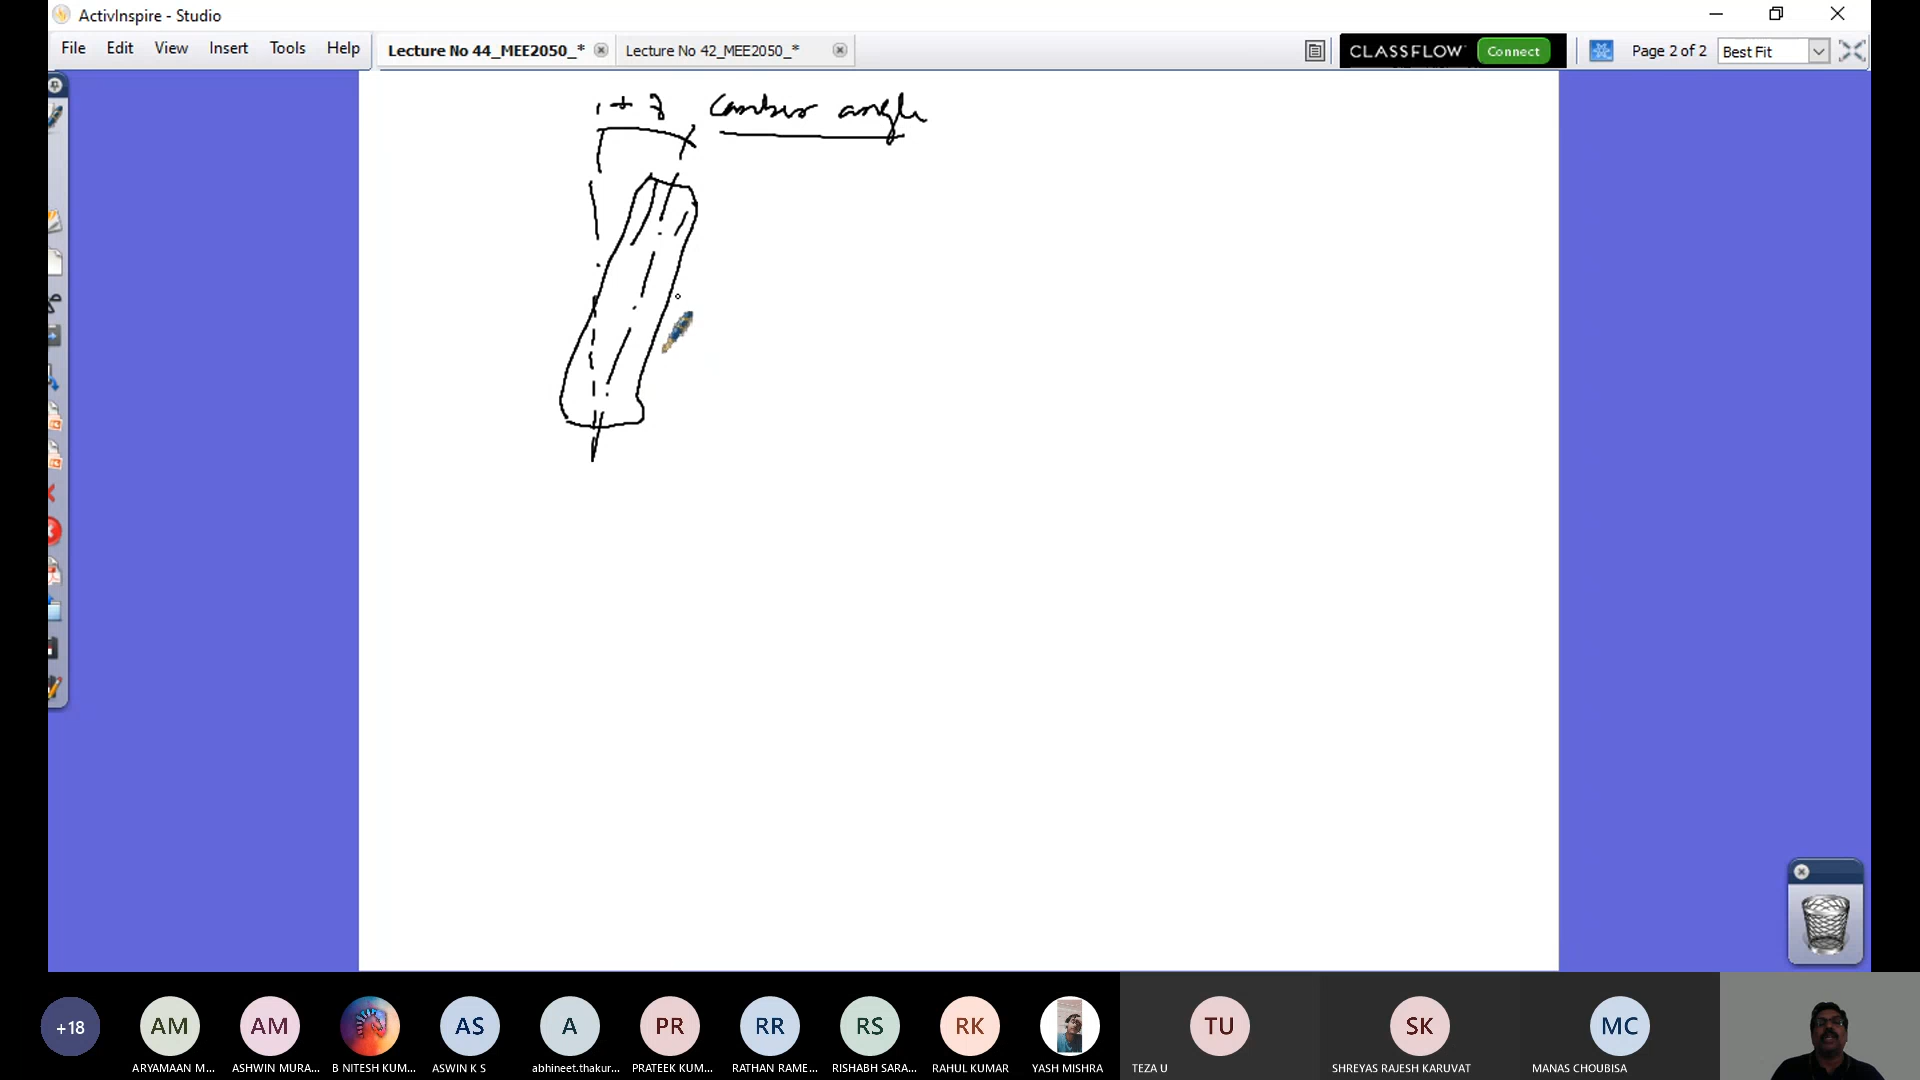 ActivInspire - Studio
File Edit View Insert Tools Help
Lecture No 44_MEE2050_* Lecture No 42_MEE2050_*
CLASSFLOW Connect
Page 2 of 2 Best Fit
Camber angle
+18 AM AM AS A PR RR RS RK TU SK MC
ARYAMAAN M... ASHWIN MURA... B NITESH KUM... ASWIN K S abhineet.thakur... PRATEEK KUM... RATHAN RAME... RISHABH SARA... RAHUL KUMAR YASH MISHRA TEZA U SHREYAS RAJESH KARUVAT MANAS CHOUBISA